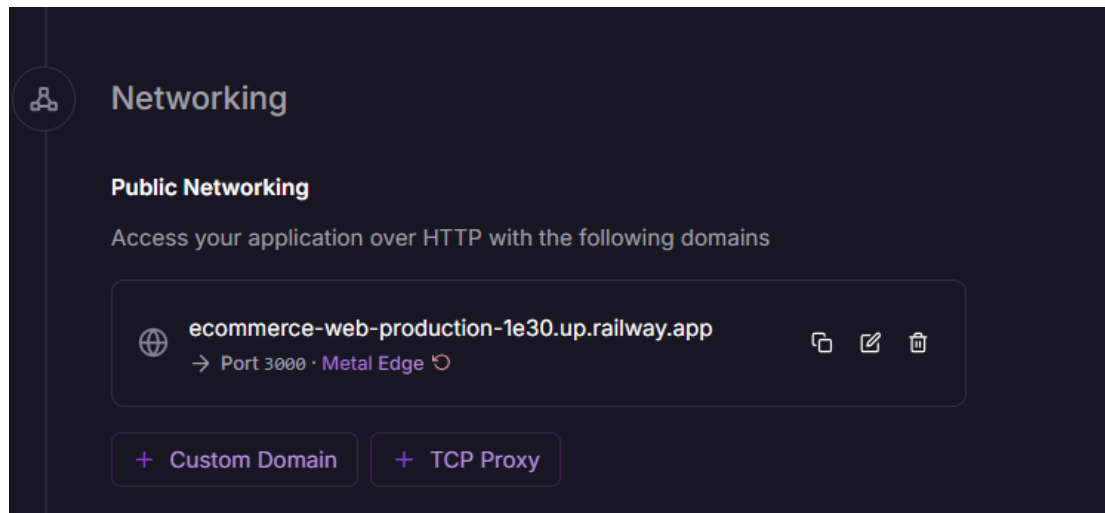 Networking
Public Networking
Access your application over HTTP with the following domains
ecommerce-web-production-1e30.up.railway.app
→ Port 3000 · Metal Edge
+ Custom Domain
+ TCP Proxy